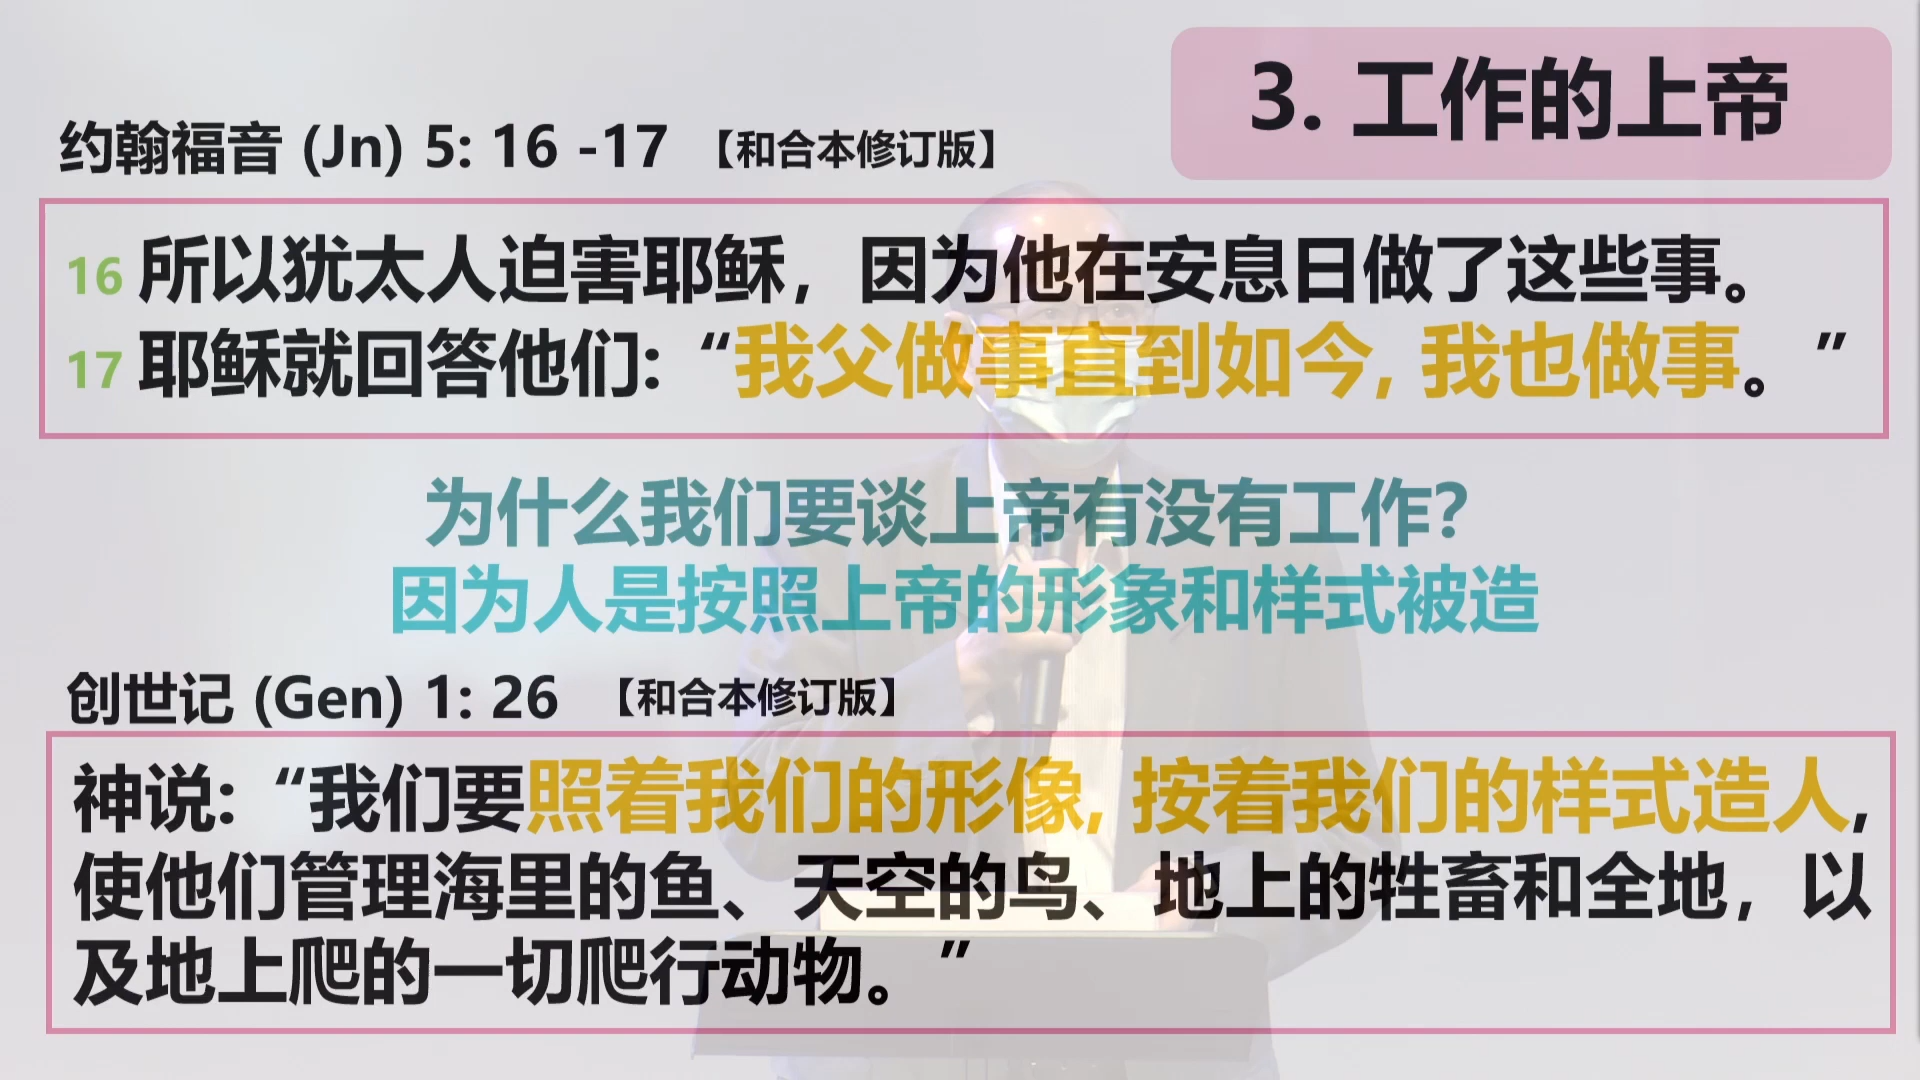 3. 工作的上帝
约翰福音 (Jn) 5: 16 -17 【和合本修订版】
16 所以犹太人迫害耶稣，因为他在安息日做了这些事。
17 耶稣就回答他们: “我父做事直到如今, 我也做事。”
为什么我们要谈上帝有没有工作?
因为人是按照上帝的形象和样式被造
创世记 (Gen) 1: 26 【和合本修订版】
神说: “我们要照着我们的形像, 按着我们的样式造人,
使他们管理海里的鱼、天空的鸟、地上的牲畜和全地，以
及地上爬的一切爬行动物。”